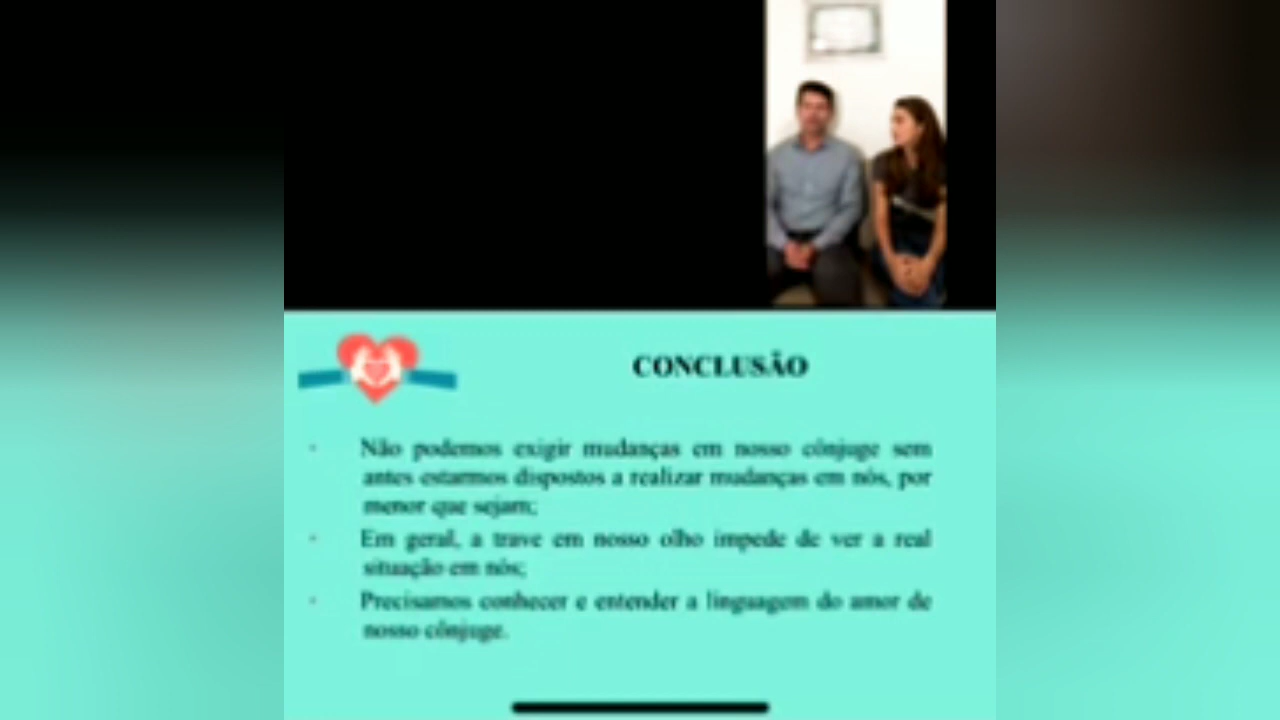 CONCLUSÃO
Não podemos exigir mudanças em nosso cônjuge sem
antes estarmos dispostos a realizar mudanças em nós, por
menor que sejam;
Em geral, a trave em nosso olho impede de ver a real
situação em nós;
Precisamos conhecer e entender a linguagem do amor de
nosso cônjuge.